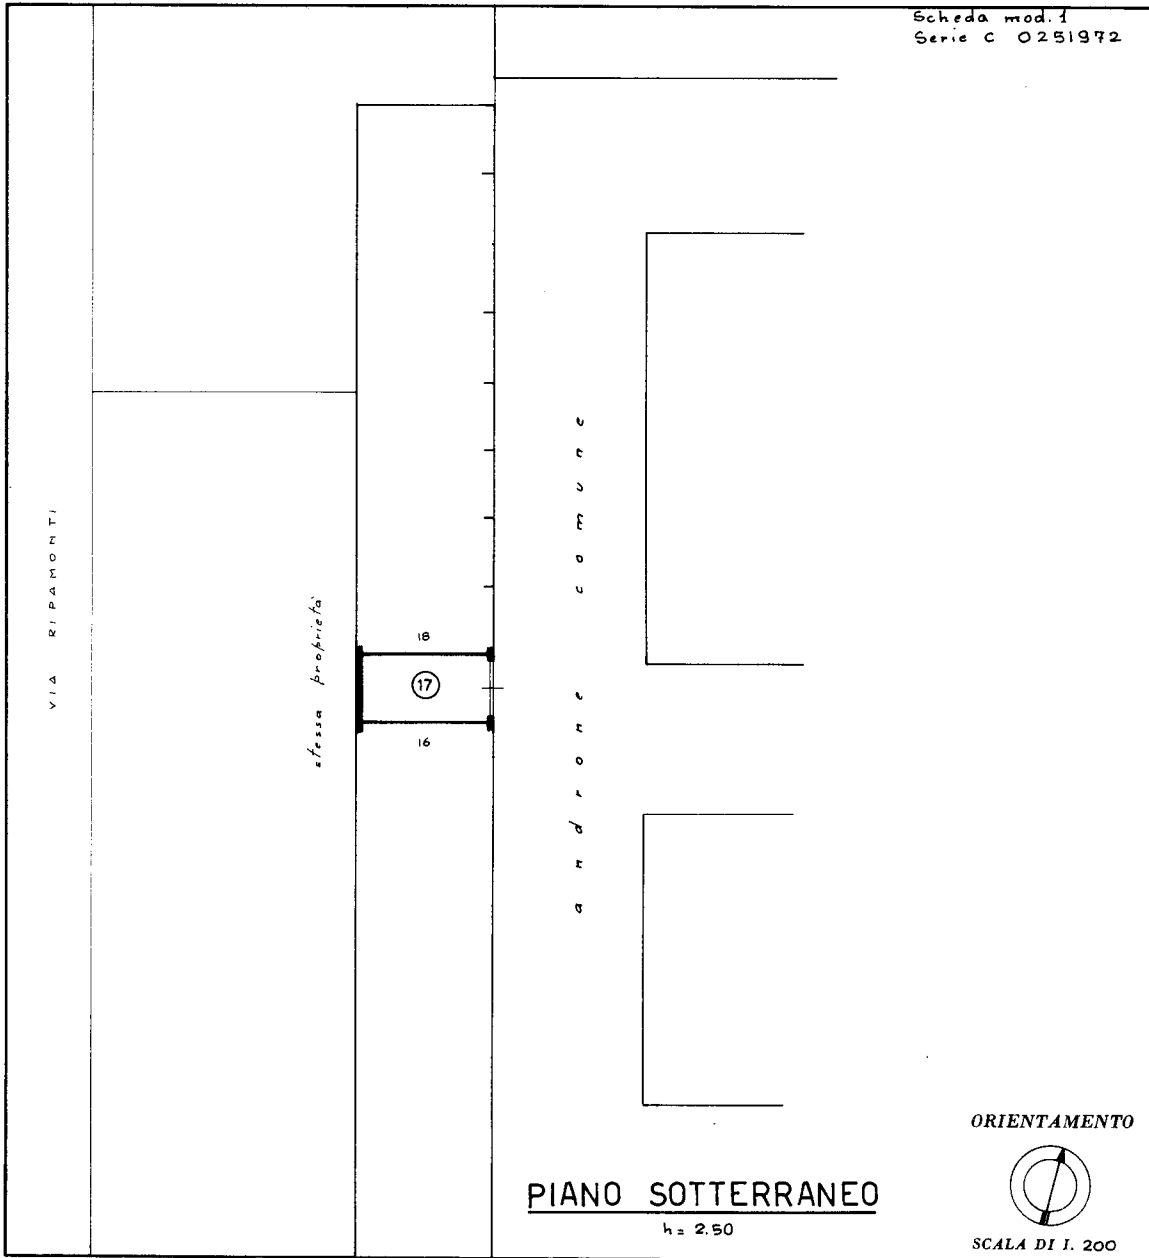 Scheda mod. 1
Serie C 0251972
VIA RIPAMONTI
stessa proprietà
18
17
16
androne comune
PIANO SOTTERRANEO
h = 2.50
ORIENTAMENTO
SCALA DI 1. 200